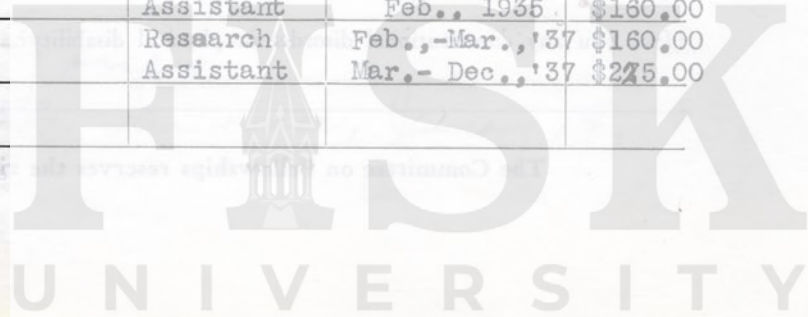 Assistant Feb., 1935 $160.00
Research Feb.,-Mar.,'37 $160.00
Assistant Mar.- Dec.,'37 $225.00
The Committee on Fellowships reserves the
FISK
UNIVERSITY